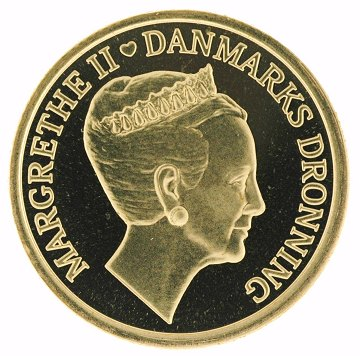 MARGRETHE II ♥ DANMARKS DRONNING